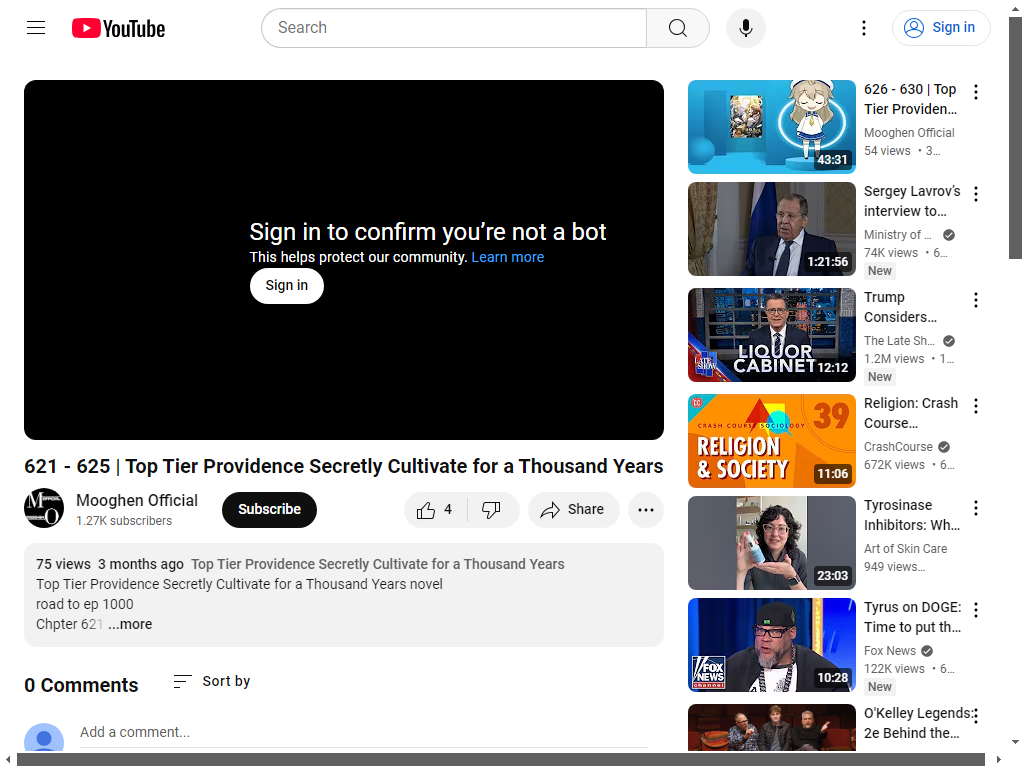 YouTube
Search
Sign in
Sign in to confirm you’re not a bot
This helps protect our community. Learn more
Sign in
621 - 625 | Top Tier Providence Secretly Cultivate for a Thousand Years
Mooghen Official
1.27K subscribers
Subscribe
4
Share
75 views 3 months ago Top Tier Providence Secretly Cultivate for a Thousand Years
Top Tier Providence Secretly Cultivate for a Thousand Years novel
road to ep 1000
Chpter 621 ...more
0 Comments
Sort by
Add a comment...
43:31
626 - 630 | Top
Tier Providen...
Mooghen Official
54 views • 3...
1:21:56
Sergey Lavrov’s
interview to...
Ministry of ...
74K views • 6...
New
LATE SHOW
LIQUOR
CABINET
12:12
Trump
Considers...
The Late Sh...
1.2M views • 1...
New
CC
CRASH COURSE SOCIOLOGY
39
RELIGION
& SOCIETY
11:06
Religion: Crash
Course...
CrashCourse
672K views • 6...
23:03
Tyrosinase
Inhibitors: Wh...
Art of Skin Care
949 views...
FOX
NEWS
channel
10:28
Tyrus on DOGE:
Time to put th...
Fox News
122K views • 6...
New
O'Kelley Legends:
2e Behind the...